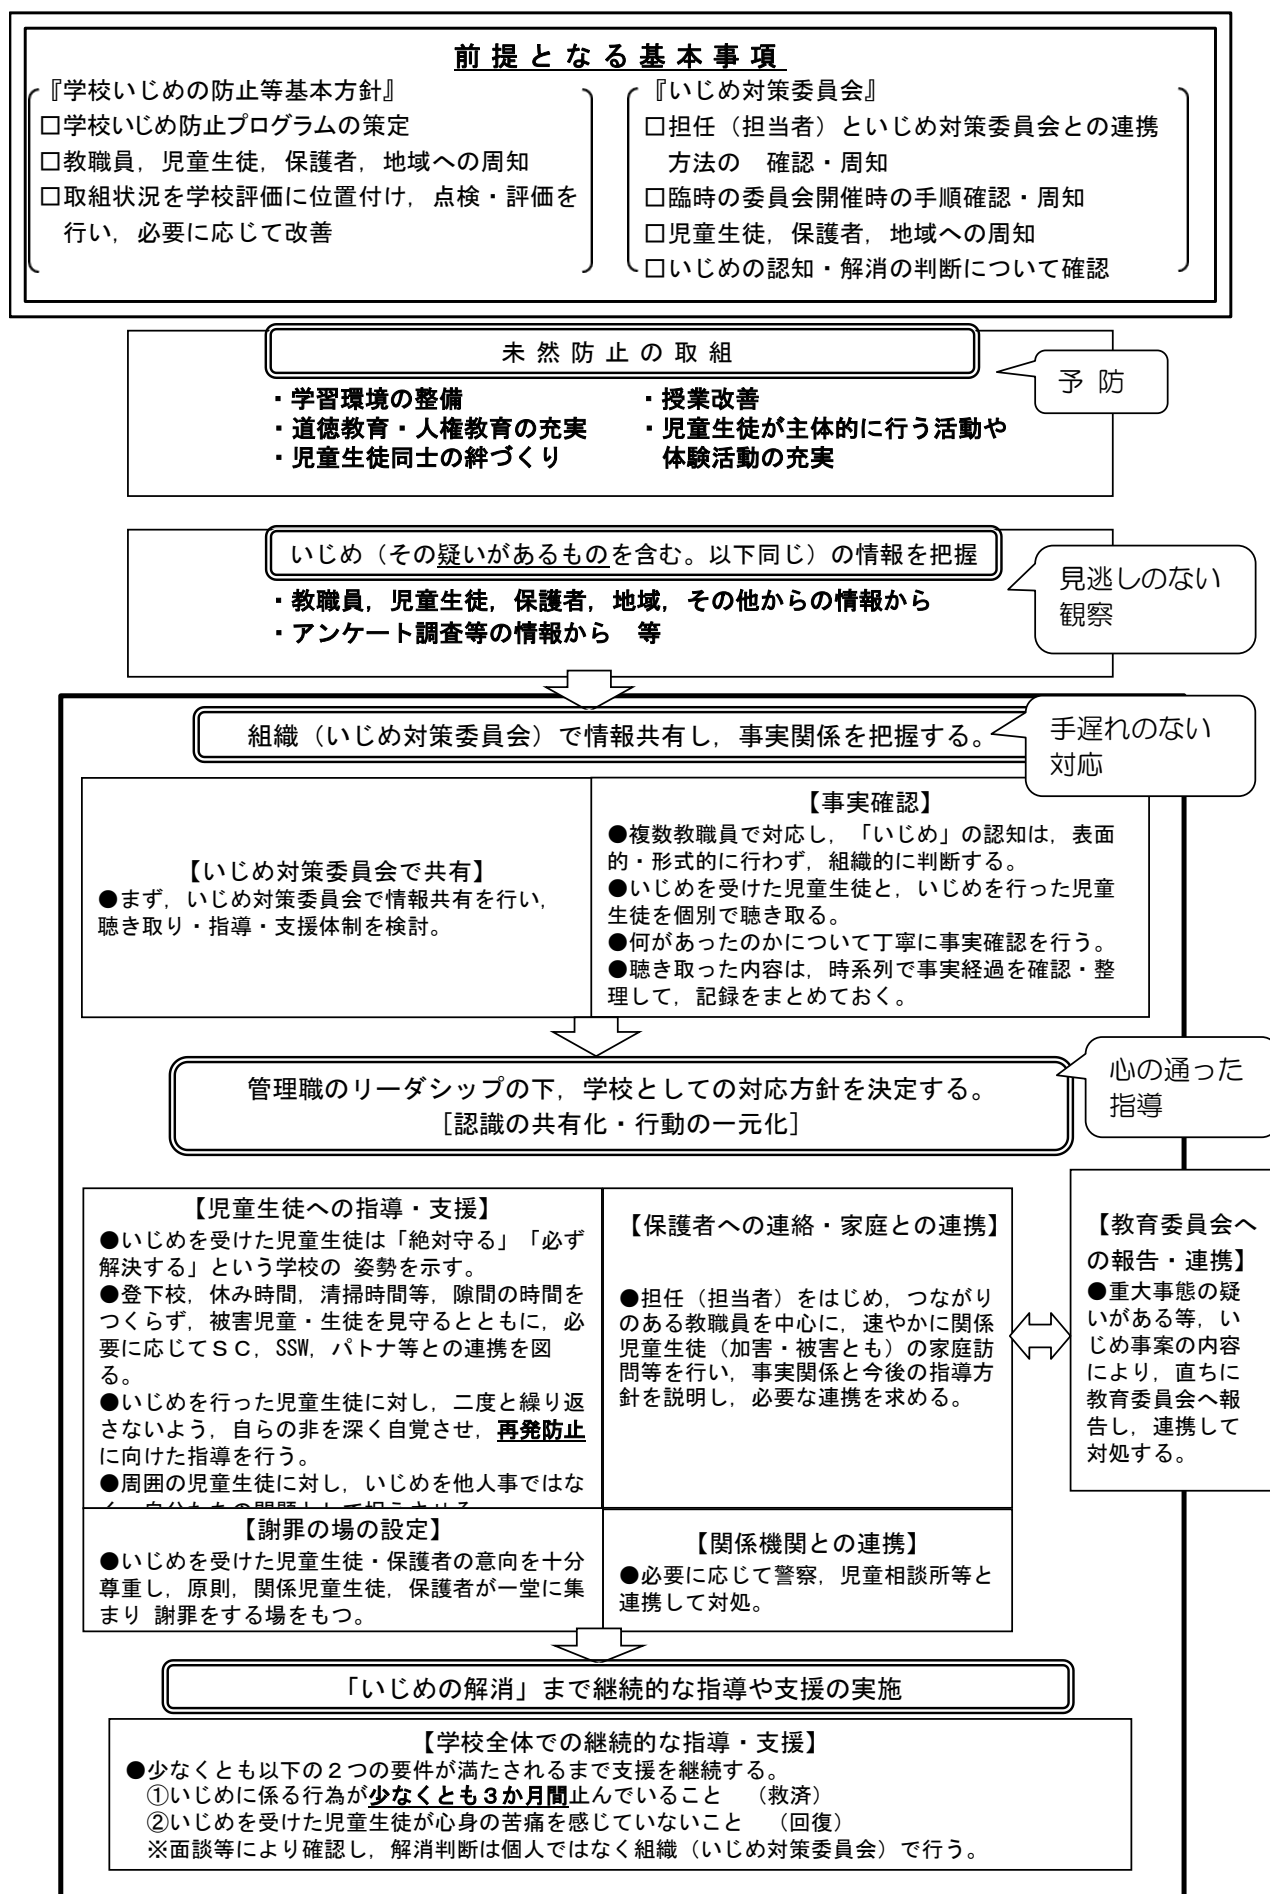 前提となる基本事項
『学校いじめの防止等基本方針』
□学校いじめ防止プログラムの策定
□教職員，児童生徒，保護者，地域への周知
□取組状況を学校評価に位置付け，点検・評価を
行い，必要に応じて改善
『いじめ対策委員会』
□担任（担当者）といじめ対策委員会との連携
方法の　確認・周知
□臨時の委員会開催時の手順確認・周知
□児童生徒，保護者，地域への周知
□いじめの認知・解消の判断について確認
未然防止の取組
予防
・学習環境の整備
・道徳教育・人権教育の充実
・児童生徒同士の絆づくり
・授業改善
・児童生徒が主体的に行う活動や
体験活動の充実
いじめ（その疑いがあるものを含む。以下同じ）の情報を把握
見逃しのない
観察
・教職員，児童生徒，保護者，地域，その他からの情報から
・アンケート調査等の情報から　等
組織（いじめ対策委員会）で情報共有し，事実関係を把握する。
手遅れのない
対応
【いじめ対策委員会で共有】
●まず，いじめ対策委員会で情報共有を行い，
聴き取り・指導・支援体制を検討。
【事実確認】
●複数教職員で対応し，「いじめ」の認知は，表面
的・形式的に行わず，組織的に判断する。
●いじめを受けた児童生徒と，いじめを行った児童
生徒を個別で聴き取る。
●何があったのかについて丁寧に事実確認を行う。
●聴き取った内容は，時系列で事実経過を確認・整
理して，記録をまとめておく。
管理職のリーダシップの下，学校としての対応方針を決定する。
［認識の共有化・行動の一元化］
心の通った
指導
【児童生徒への指導・支援】
●いじめを受けた児童生徒は「絶対守る」「必ず
解決する」という学校の 姿勢を示す。
●登下校，休み時間，清掃時間等，隙間の時間を
つくらず，被害児童・生徒を見守るとともに，必
要に応じてＳＣ，SSW，パトナ等との連携を図
る。
●いじめを行った児童生徒に対し，二度と繰り返
さないよう，自らの非を深く自覚させ，再発防止
に向けた指導を行う。
●周囲の児童生徒に対し，いじめを他人事ではな
【保護者への連絡・家庭との連携】
●担任（担当者）をはじめ，つながり
のある教職員を中心に，速やかに関係
児童生徒（加害・被害とも）の家庭訪
問等を行い，事実関係と今後の指導方
針を説明し，必要な連携を求める。
【教育委員会へ
の報告・連携】
●重大事態の疑
いがある等，い
じめ事案の内容
により，直ちに
教育委員会へ報
告し，連携して
対処する。
【謝罪の場の設定】
●いじめを受けた児童生徒・保護者の意向を十分
尊重し，原則，関係児童生徒，保護者が一堂に集
まり 謝罪をする場をもつ。
【関係機関との連携】
●必要に応じて警察，児童相談所等と
連携して対処。
「いじめの解消」まで継続的な指導や支援の実施
【学校全体での継続的な指導・支援】
●少なくとも以下の２つの要件が満たされるまで支援を継続する。
①いじめに係る行為が少なくとも３か月間止んでいること　（救済）
②いじめを受けた児童生徒が心身の苦痛を感じていないこと　（回復）
※面談等により確認し，解消判断は個人ではなく組織（いじめ対策委員会）で行う。